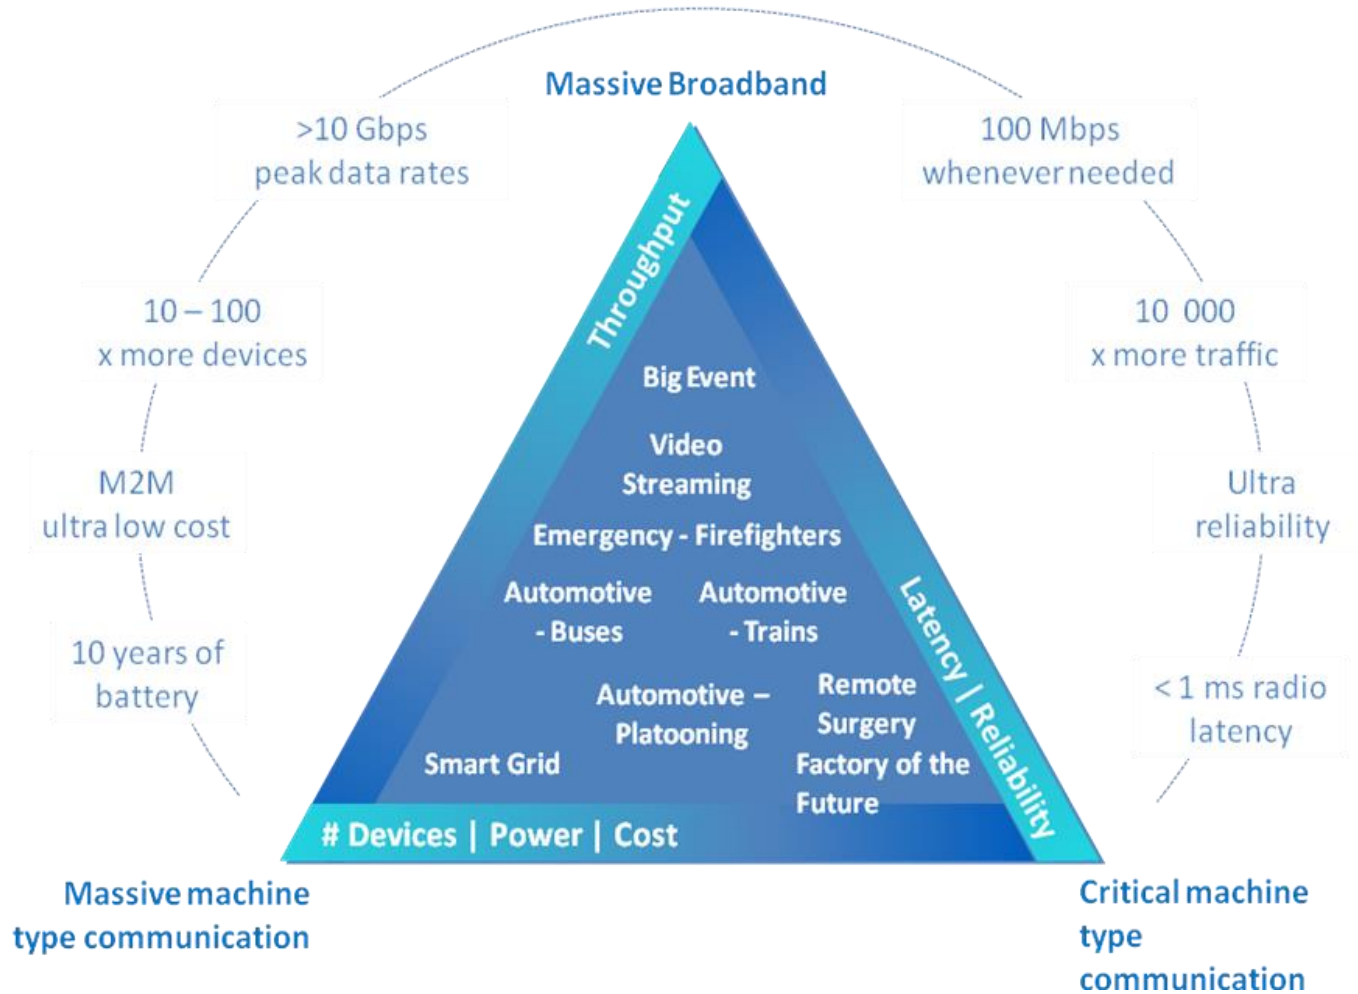 Massive Broadband
>10 Gbps
peak data rates
100 Mbps
whenever needed
10 – 100
x more devices
10 000
x more traffic
M2M
ultra low cost
Ultra
reliability
10 years of
battery
< 1 ms radio
latency
Throughput
Big Event
Video
Streaming
Emergency - Firefighters
Automotive
- Buses
Automotive
- Trains
Automotive –
Platooning
Remote
Surgery
Smart Grid
Factory of the
Future
Latency | Reliability
# Devices | Power | Cost
Massive machine
type communication
Critical machine
type
communication